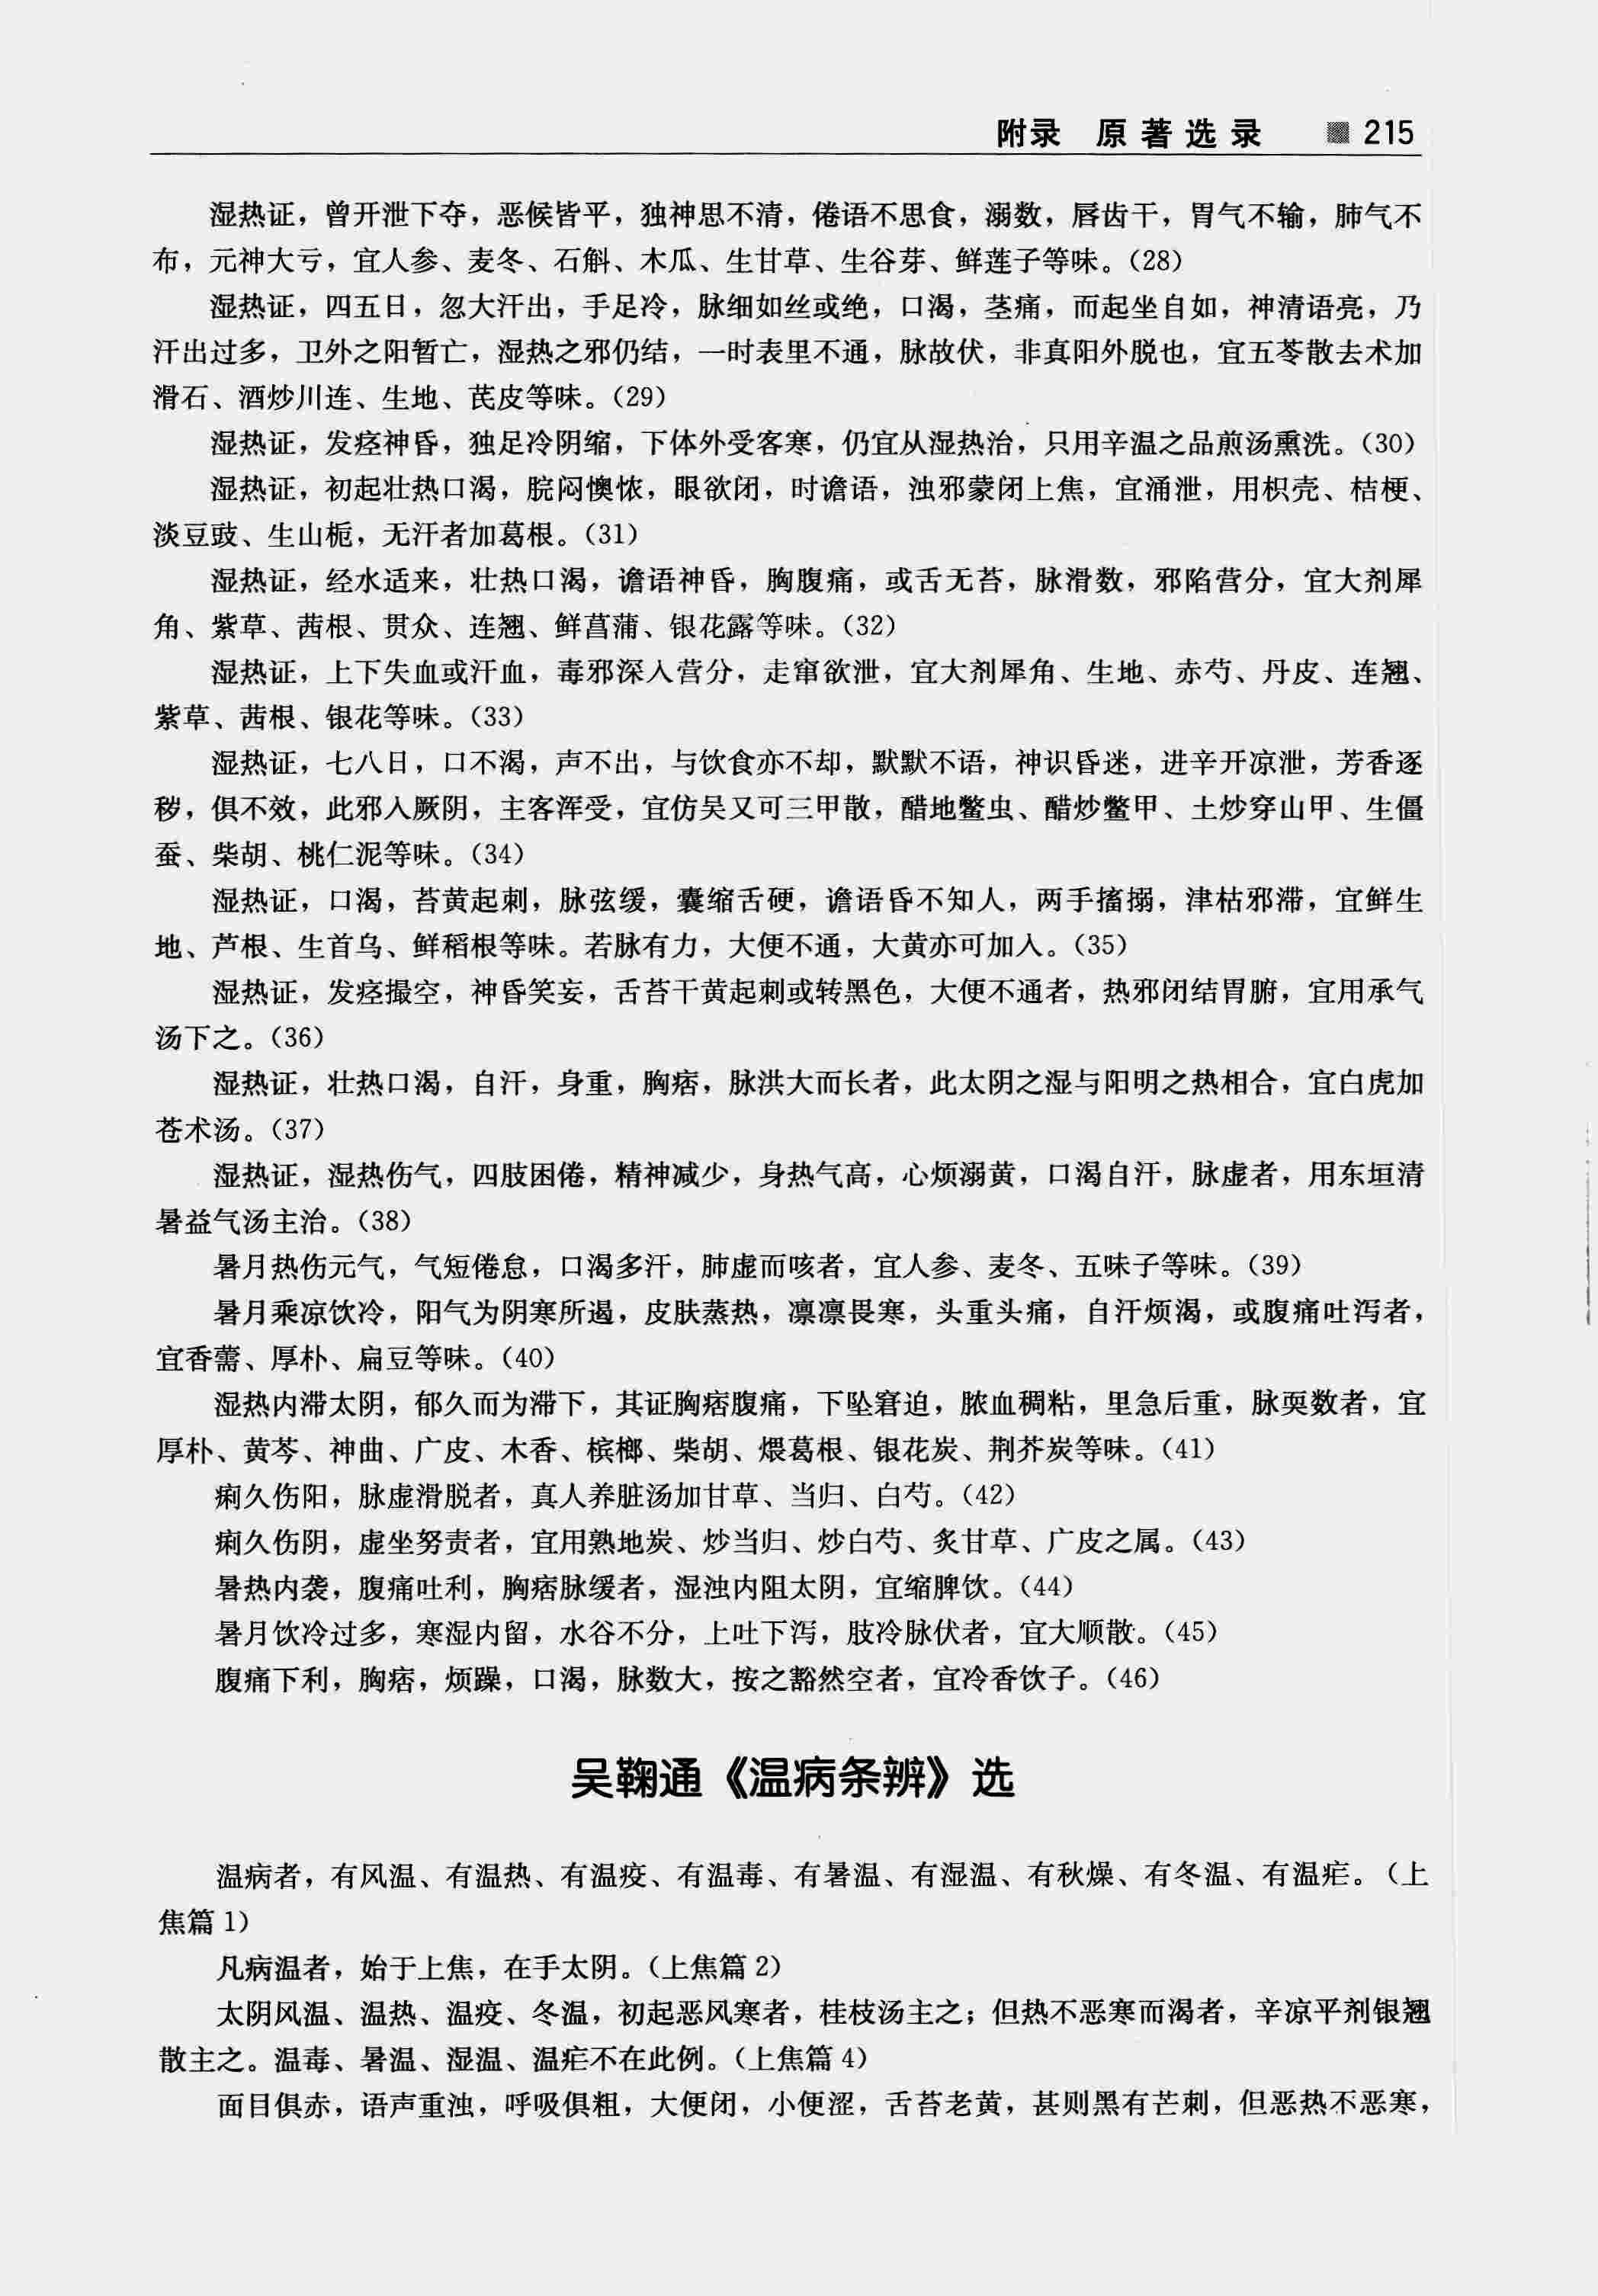 附录 原著选录 215
湿热证，曾开泄下夺，恶候皆平，独神思不清，倦语不思食，溺数，唇齿干，胃气不输，肺气不
布，元神大亏，宜人参、麦冬、石斛、木瓜、生甘草、生谷芽、鲜莲子等味。（28）
湿热证，四五日，忽大汗出，手足冷，脉细如丝或绝，口渴，茎痛，而起坐自如，神清语亮，乃
汗出过多，卫外之阳暂亡，湿热之邪仍结，一时表里不通，脉故伏，非真阳外脱也，宜五苓散去术加
滑石、酒炒川连、生地、芪皮等味。（29）
湿热证，发痉神昏，独足冷阴缩，下体外受客寒，仍宜从湿热治，只用辛温之品煎汤熏洗。（30）
湿热证，初起壮热口渴，脘闷懊憹，眼欲闭，时谵语，浊邪蒙闭上焦，宜涌泄，用枳壳、桔梗、
淡豆豉、生山栀，无汗者加葛根。（31）
湿热证，经水适来，壮热口渴，谵语神昏，胸腹痛，或舌无苔，脉滑数，邪陷营分，宜大剂犀
角、紫草、茜根、贯众、连翘、鲜菖蒲、银花露等味。（32）
湿热证，上下失血或汗血，毒邪深入营分，走窜欲泄，宜大剂犀角、生地、赤芍、丹皮、连翘、
紫草、茜根、银花等味。（33）
湿热证，七八日，口不渴，声不出，与饮食亦不却，默默不语，神识昏迷，进辛开凉泄，芳香逐
秽，俱不效，此邪入厥阴，主客浑受，宜仿吴又可三甲散，醋地鳖虫、醋炒鳖甲、土炒穿山甲、生僵
蚕、柴胡、桃仁泥等味。（34）
湿热证，口渴，苔黄起刺，脉弦缓，囊缩舌硬，谵语昏不知人，两手搐搦，津枯邪滞，宜鲜生
地、芦根、生首乌、鲜稻根等味。若脉有力，大便不通，大黄亦可加入。（35）
湿热证，发痉撮空，神昏笑妄，舌苔干黄起刺或转黑色，大便不通者，热邪闭结胃腑，宜用承气
汤下之。（36）
湿热证，壮热口渴，自汗，身重，胸痞，脉洪大而长者，此太阴之湿与阳明之热相合，宜白虎加
苍术汤。（37）
湿热证，湿热伤气，四肢困倦，精神减少，身热气高，心烦溺黄，口渴自汗，脉虚者，用东垣清
暑益气汤主治。（38）
暑月热伤元气，气短倦怠，口渴多汗，肺虚而咳者，宜人参、麦冬、五味子等味。（39）
暑月乘凉饮冷，阳气为阴寒所遏，皮肤蒸热，凛凛畏寒，头重头痛，自汗烦渴，或腹痛吐泻者，
宜香薷、厚朴、扁豆等味。（40）
湿热内滞太阴，郁久而为滞下，其证胸痞腹痛，下坠窘迫，脓血稠粘，里急后重，脉耎数者，宜
厚朴、黄芩、神曲、广皮、木香、槟榔、柴胡、煨葛根、银花炭、荆芥炭等味。（41）
痢久伤阳，脉虚滑脱者，真人养脏汤加甘草、当归、白芍。（42）
痢久伤阴，虚坐努责者，宜用熟地炭、炒当归、炒白芍、炙甘草、广皮之属。（43）
暑热内袭，腹痛吐利，胸痞脉缓者，湿浊内阻太阴，宜缩脾饮。（44）
暑月饮冷过多，寒湿内留，水谷不分，上吐下泻，肢冷脉伏者，宜大顺散。（45）
腹痛下利，胸痞，烦躁，口渴，脉数大，按之豁然空者，宜冷香饮子。（46）
吴鞠通《温病条辨》选
温病者，有风温、有温热、有温疫、有温毒、有暑温、有湿温、有秋燥、有冬温、有温疟。（上
焦篇 1）
凡病温者，始于上焦，在手太阴。（上焦篇 2）
太阴风温、温热、温疫、冬温，初起恶风寒者，桂枝汤主之；但热不恶寒而渴者，辛凉平剂银翘
散主之。温毒、暑温、湿温、温疟不在此例。（上焦篇 4）
面目俱赤，语声重浊，呼吸俱粗，大便闭，小便涩，舌苔老黄，甚则黑有芒刺，但恶热不恶寒，